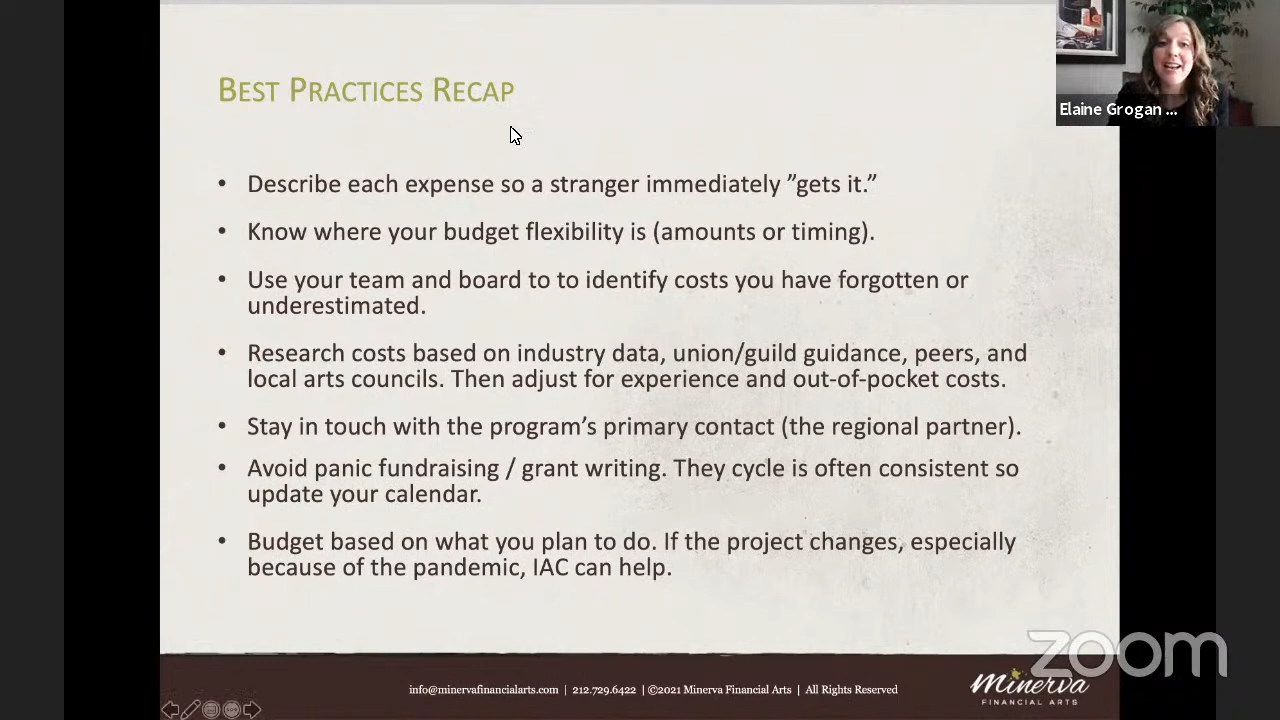 BEST PRACTICES RECAP
Elaine Grogan ...
• Describe each expense so a stranger immediately ”gets it.”
• Know where your budget flexibility is (amounts or timing).
• Use your team and board to to identify costs you have forgotten or
underestimated.
• Research costs based on industry data, union/guild guidance, peers, and
local arts councils. Then adjust for experience and out-of-pocket costs.
• Stay in touch with the program’s primary contact (the regional partner).
• Avoid panic fundraising / grant writing. They cycle is often consistent so
update your calendar.
• Budget based on what you plan to do. If the project changes, especially
because of the pandemic, IAC can help.
zoom
info@minervafinancialarts.com | 212.729.6422 | ©2021 Minerva Financial Arts | All Rights Reserved
Minerva
FINANCIAL ARTS